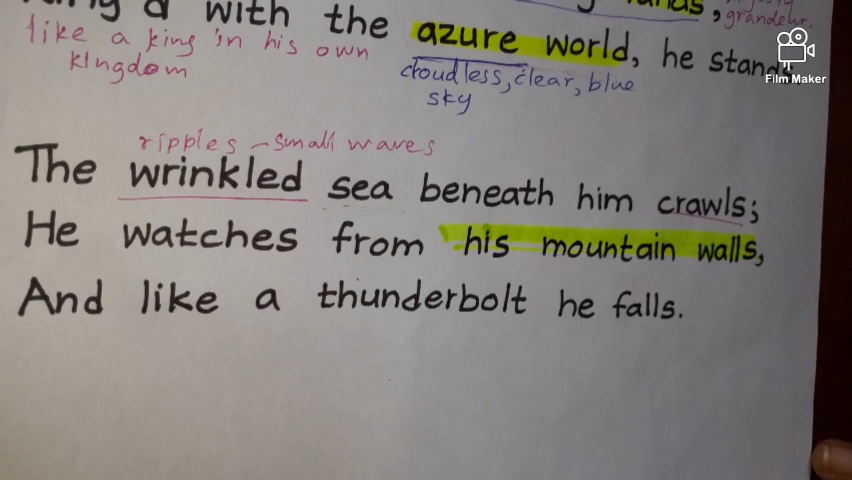 with the lands, grandeur,
like a king in his own azure world, he stands
kingdom cloudless, clear, blue
sky
Film Maker
ripples - small waves
The wrinkled sea beneath him crawls;
He watches from his mountain walls,
And like a thunderbolt he falls.